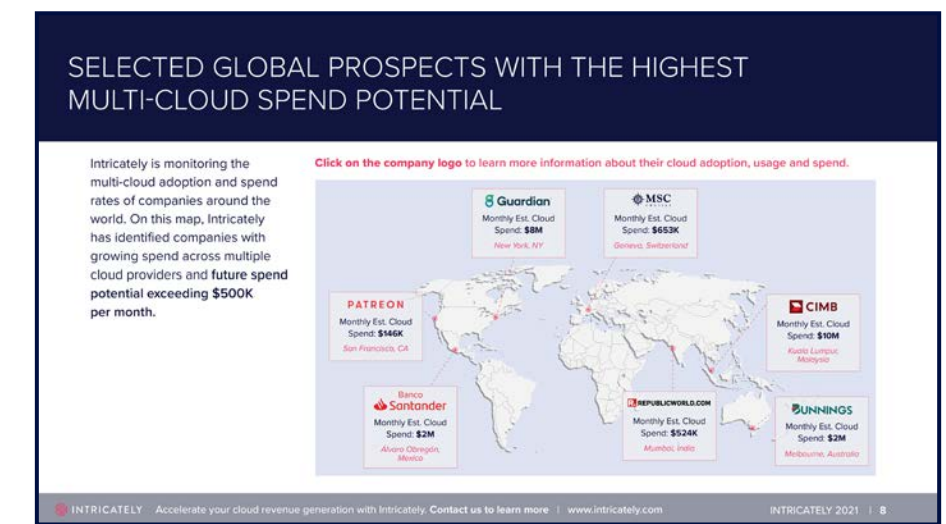 SELECTED GLOBAL PROSPECTS WITH THE HIGHEST
MULTI-CLOUD SPEND POTENTIAL
Intricately is monitoring the
multi-cloud adoption and spend
rates of companies around the
world. On this map, Intricately
has identified companies with
growing spend across multiple
cloud providers and future spend
potential exceeding $500K
per month.
Click on the company logo to learn more information about their cloud adoption, usage and spend.
Guardian
Monthly Est. Cloud
Spend: $8M
New York, NY
MSC
Monthly Est. Cloud
Spend: $653K
Geneva, Switzerland
PATREON
Monthly Est. Cloud
Spend: $146K
San Francisco, CA
CIMB
Monthly Est. Cloud
Spend: $10M
Kuala Lumpur,
Malaysia
Banco
Santander
Monthly Est. Cloud
Spend: $2M
Alvaro Obregón,
Mexico
REPUBLICWORLD.COM
Monthly Est. Cloud
Spend: $524K
Mumbai, India
BUNNINGS
Monthly Est. Cloud
Spend: $2M
Melbourne, Australia
INTRICATELY Accelerate your cloud revenue generation with Intricately. Contact us to learn more | www.intricately.com INTRICATELY 2021 | 8